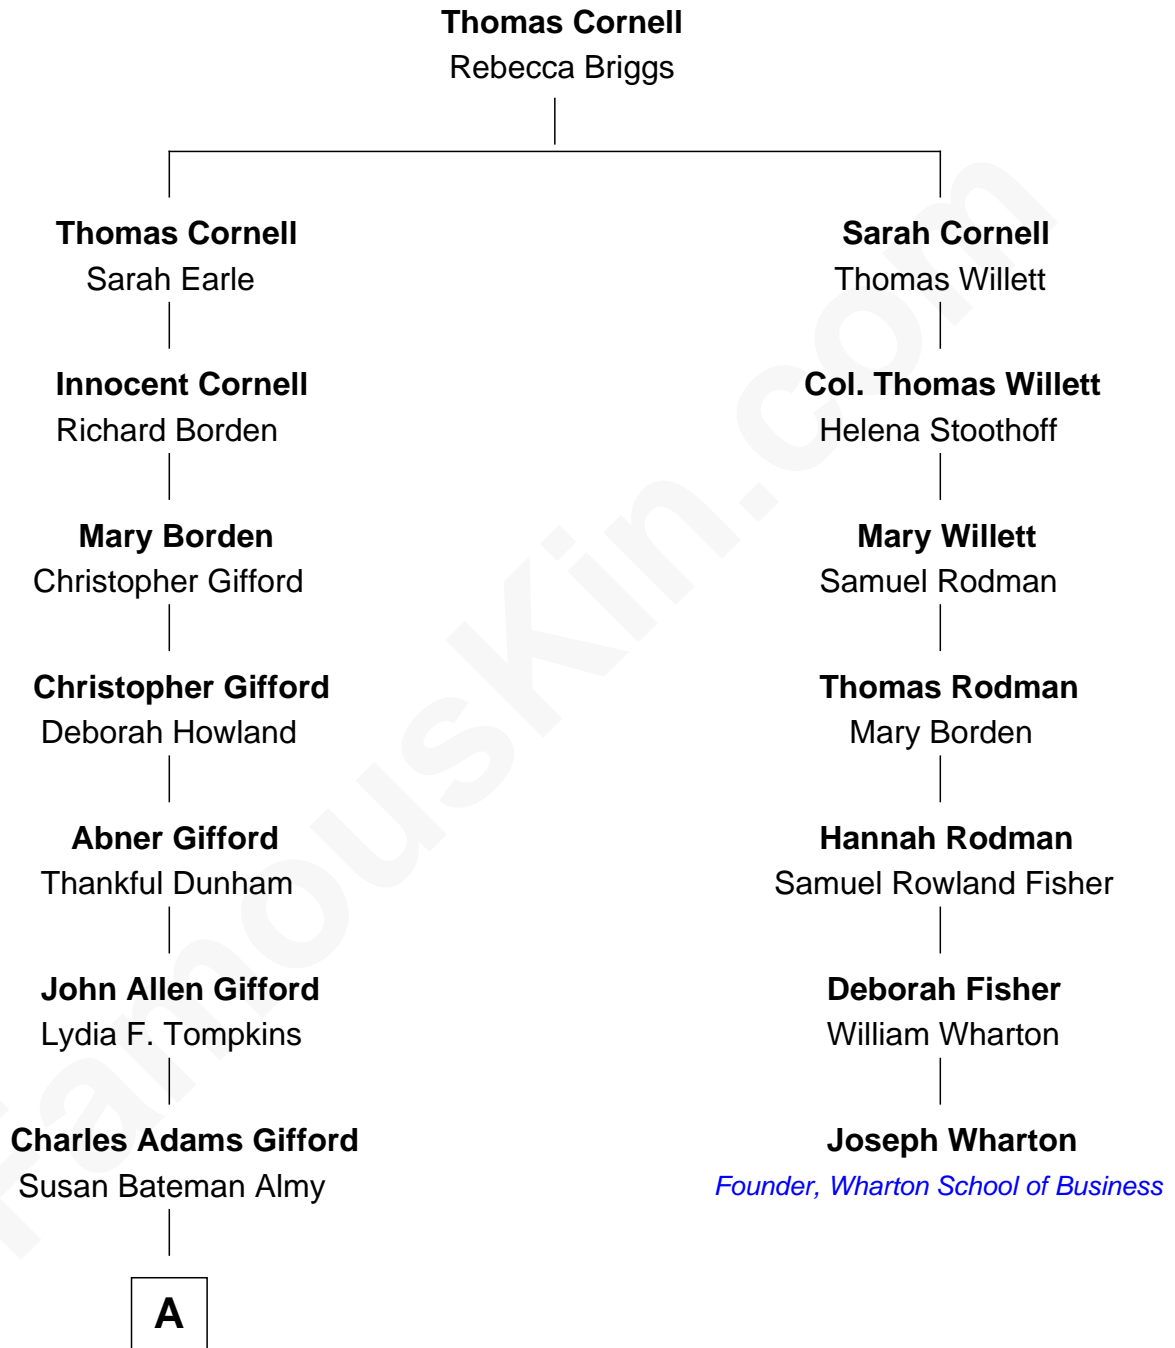 Thomas Cornell
Rebecca Briggs
Thomas Cornell
Sarah Earle
Innocent Cornell
Richard Borden
Mary Borden
Christopher Gifford
Christopher Gifford
Deborah Howland
Abner Gifford
Thankful Dunham
John Allen Gifford
Lydia F. Tompkins
Charles Adams Gifford
Susan Bateman Almy
A
Sarah Cornell
Thomas Willett
Col. Thomas Willett
Helena Stoothoff
Mary Willett
Samuel Rodman
Thomas Rodman
Mary Borden
Hannah Rodman
Samuel Rowland Fisher
Deborah Fisher
William Wharton
Joseph Wharton
Founder, Wharton School of Business
FamousKin.com